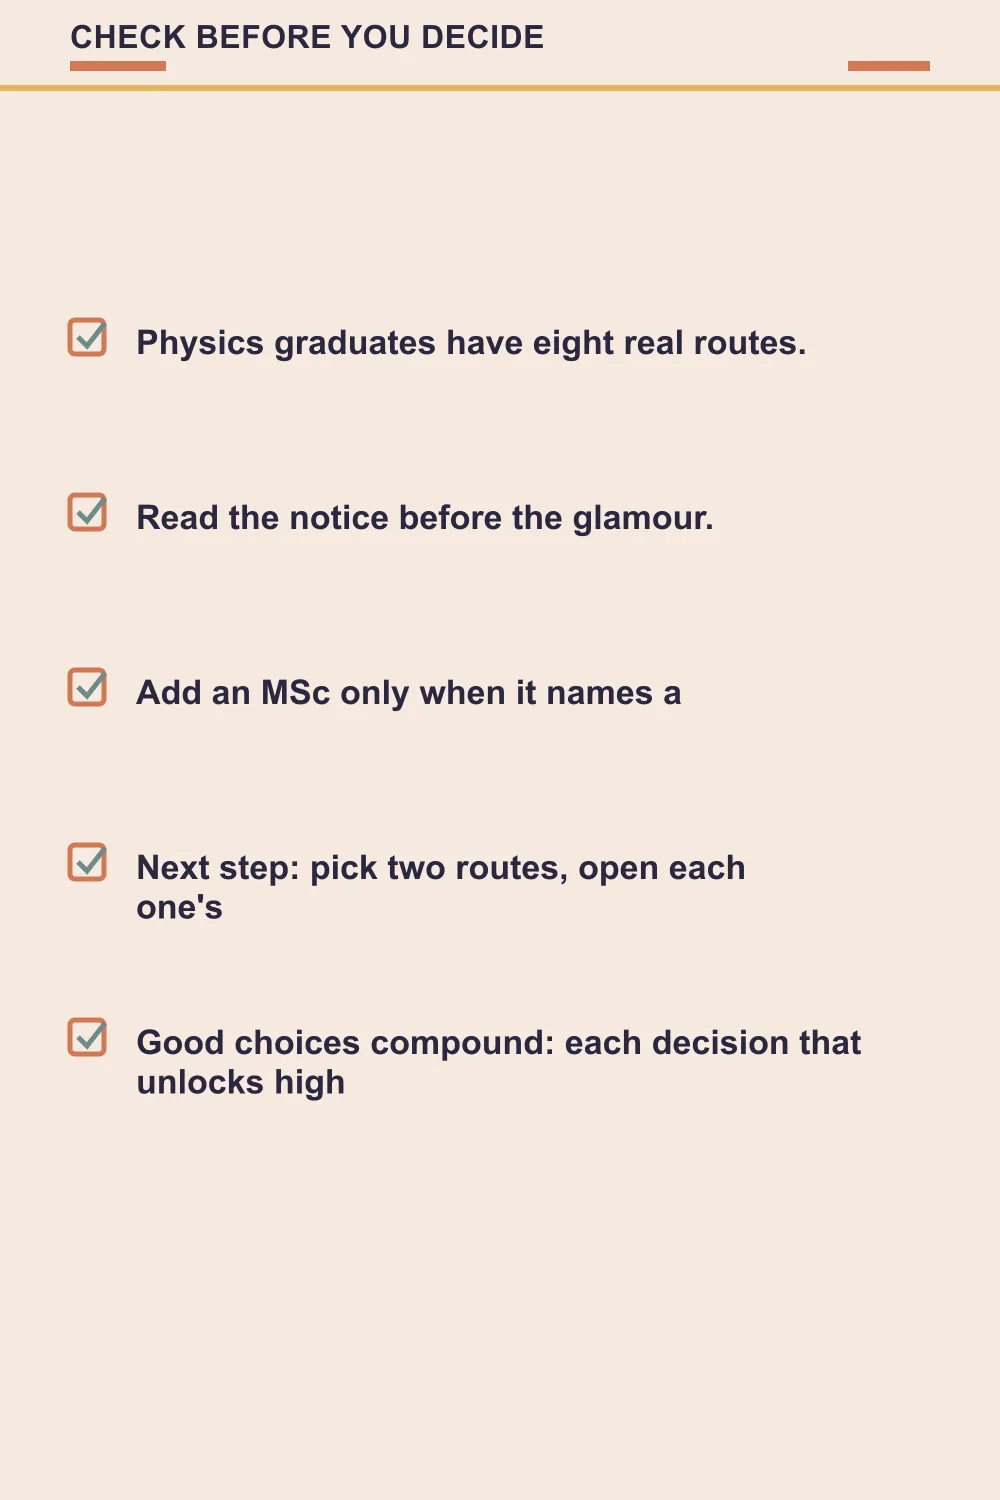 CHECK BEFORE YOU DECIDE
Physics graduates have eight real routes.
Read the notice before the glamour.
Add an MSc only when it names a
Next step: pick two routes, open each
one's
Good choices compound: each decision that
unlocks high